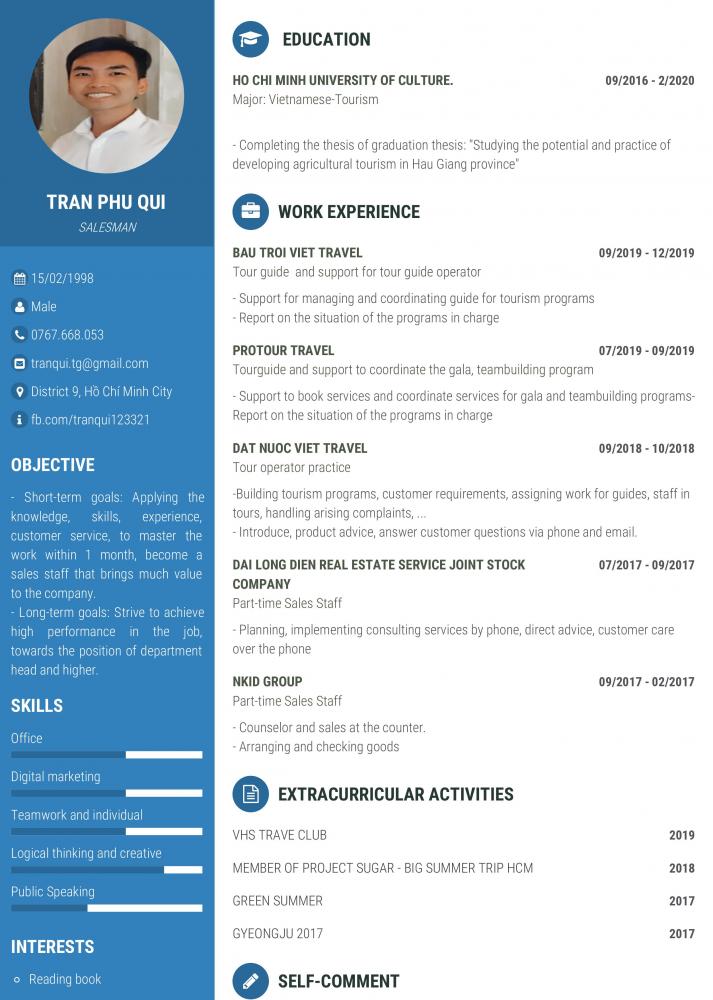 TRAN PHU QUI
SALESMAN
15/02/1998
Male
0767.668.053
tranqui.tg@gmail.com
District 9, Hồ Chí Minh City
fb.com/tranqui123321
OBJECTIVE
- Short-term goals: Applying the
knowledge, skills, experience,
customer service, to master the
work within 1 month, become a
sales staff that brings much value
to the company.
- Long-term goals: Strive to achieve
high performance in the job,
towards the position of department
head and higher.
SKILLS
Office
Digital marketing
Teamwork and individual
Logical thinking and creative
Public Speaking
INTERESTS
Reading book
EDUCATION
HO CHI MINH UNIVERSITY OF CULTURE. 09/2016 - 2/2020
Major: Vietnamese-Tourism
- Completing the thesis of graduation thesis: "Studying the potential and practice of
developing agricultural tourism in Hau Giang province"
WORK EXPERIENCE
BAU TROI VIET TRAVEL 09/2019 - 12/2019
Tour guide and support for tour guide operator
- Support for managing and coordinating guide for tourism programs
- Report on the situation of the programs in charge
PROTOUR TRAVEL 07/2019 - 09/2019
Tourguide and support to coordinate the gala, teambuilding program
- Support to book services and coordinate services for gala and teambuilding programs-
Report on the situation of the programs in charge
DAT NUOC VIET TRAVEL 09/2018 - 10/2018
Tour operator practice
-Building tourism programs, customer requirements, assigning work for guides, staff in
tours, handling arising complaints, ...
- Introduce, product advice, answer customer questions via phone and email.
DAI LONG DIEN REAL ESTATE SERVICE JOINT STOCK 07/2017 - 09/2017
COMPANY
Part-time Sales Staff
- Planning, implementing consulting services by phone, direct advice, customer care
over the phone
NKID GROUP 09/2017 - 02/2017
Part-time Sales Staff
- Counselor and sales at the counter.
- Arranging and checking goods
EXTRACURRICULAR ACTIVITIES
VHS TRAVE CLUB 2019
MEMBER OF PROJECT SUGAR - BIG SUMMER TRIP HCM 2018
GREEN SUMMER 2017
GYEONGJU 2017 2017
SELF-COMMENT